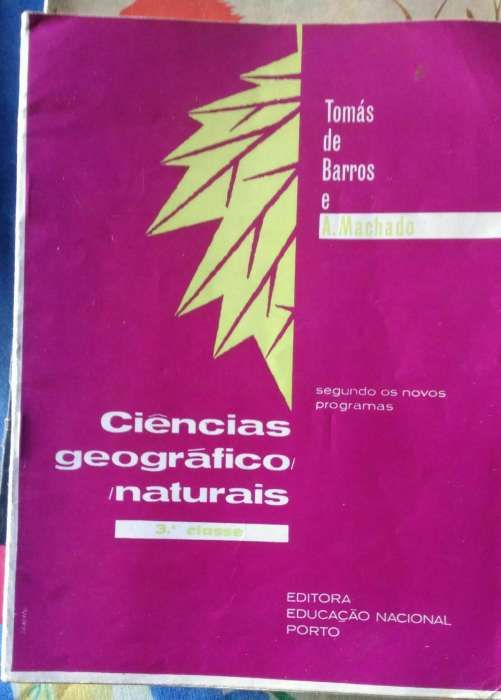 Tomás
de
Barros
e
A. Machado
segundo os novos
programas
Ciências
geográfico/
/naturais
3.ª classe
EDITORA
EDUCAÇÃO NACIONAL
PORTO